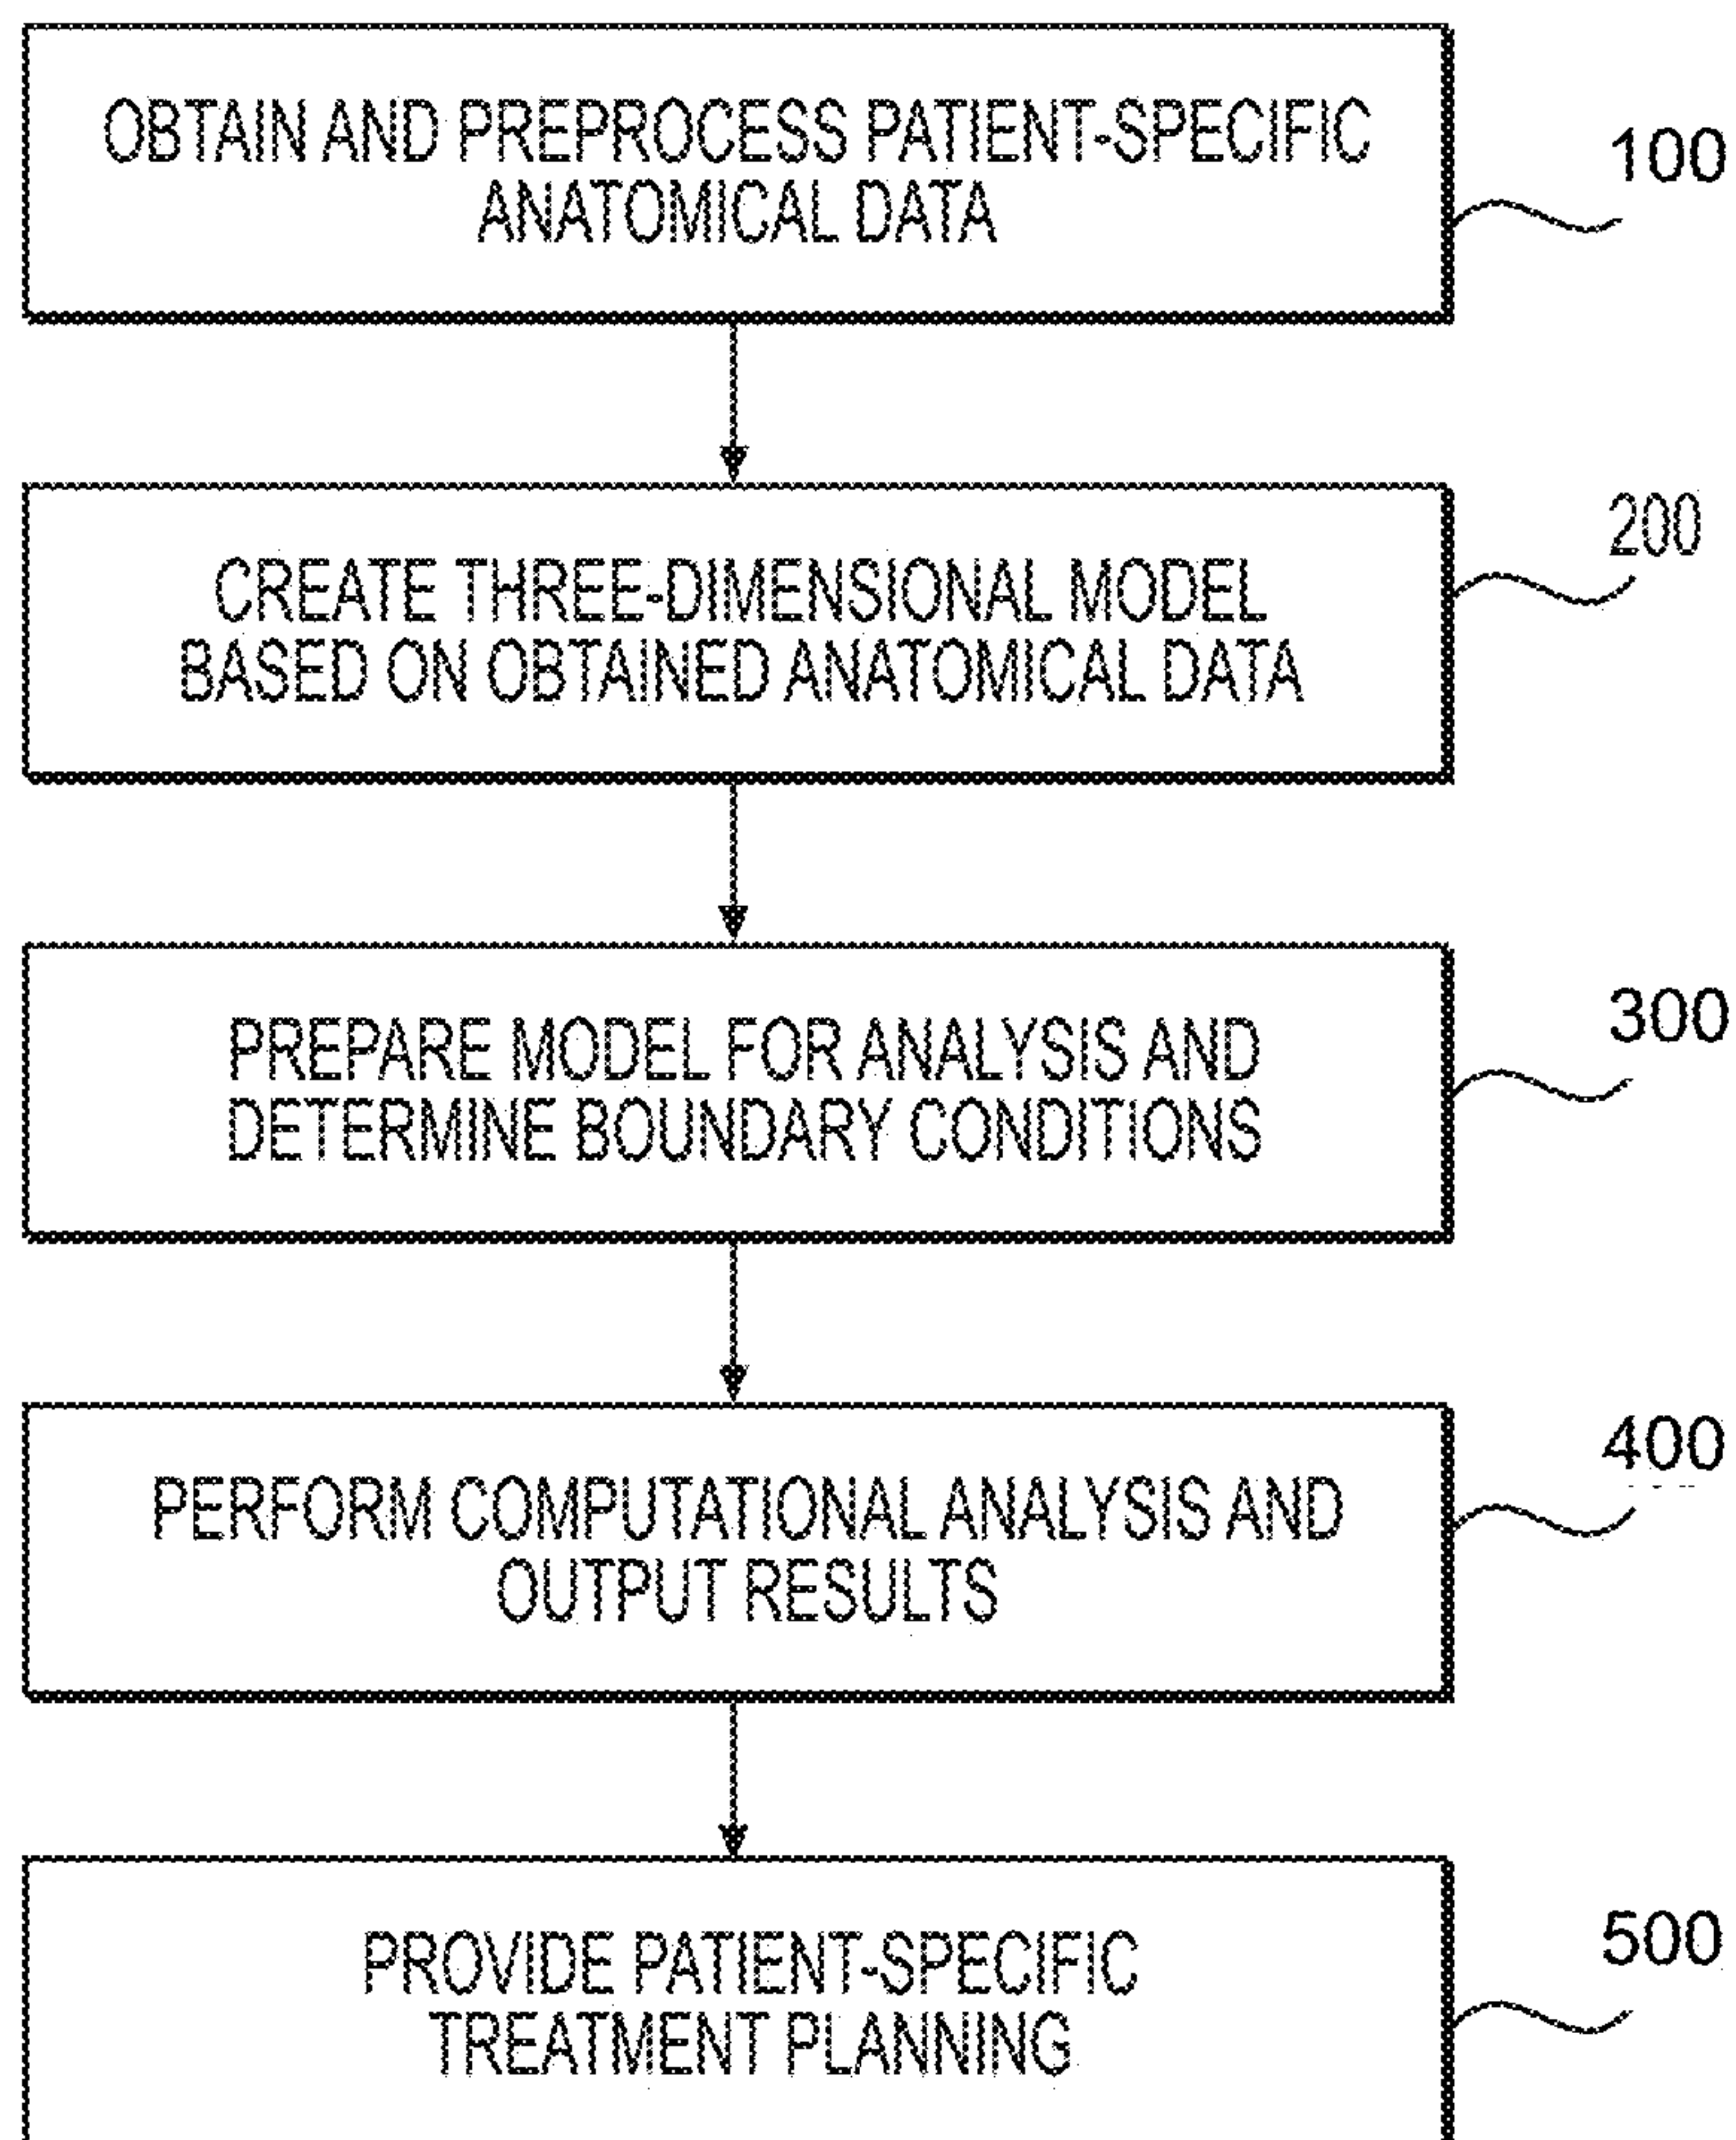 OBTAIN AND PREPROCESS PATIENT-SPECIFIC
ANATOMICAL DATA
100
CREATE THREE-DIMENSIONAL MODEL
BASED ON OBTAINED ANATOMICAL DATA
200
PREPARE MODEL FOR ANALYSIS AND
DETERMINE BOUNDARY CONDITIONS
300
PERFORM COMPUTATIONAL ANALYSIS AND
OUTPUT RESULTS
400
PROVIDE PATIENT-SPECIFIC
TREATMENT PLANNING
500